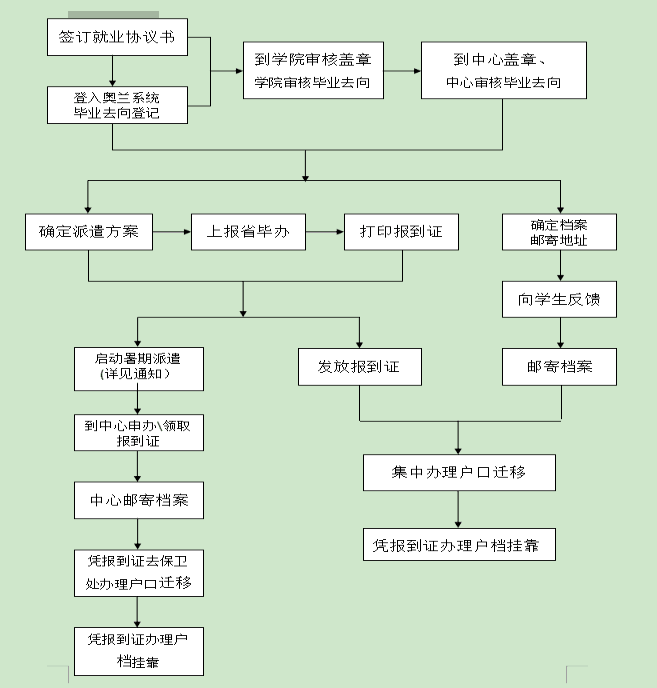 签订就业协议书
登入奥兰系统
毕业去向登记
到学院审核盖章
学院审核毕业去向
到中心盖章、
中心审核毕业去向
确定派遣方案
上报省毕办
打印报到证
确定档案
邮寄地址
向学生反馈
启动暑期派遣
(详见通知）
发放报到证
邮寄档案
到中心申办\领取
报到证
集中办理户口迁移
中心邮寄档案
凭报到证办理户档挂靠
凭报到证去保卫
处办理户口迁移
凭报到证办理户
档挂靠